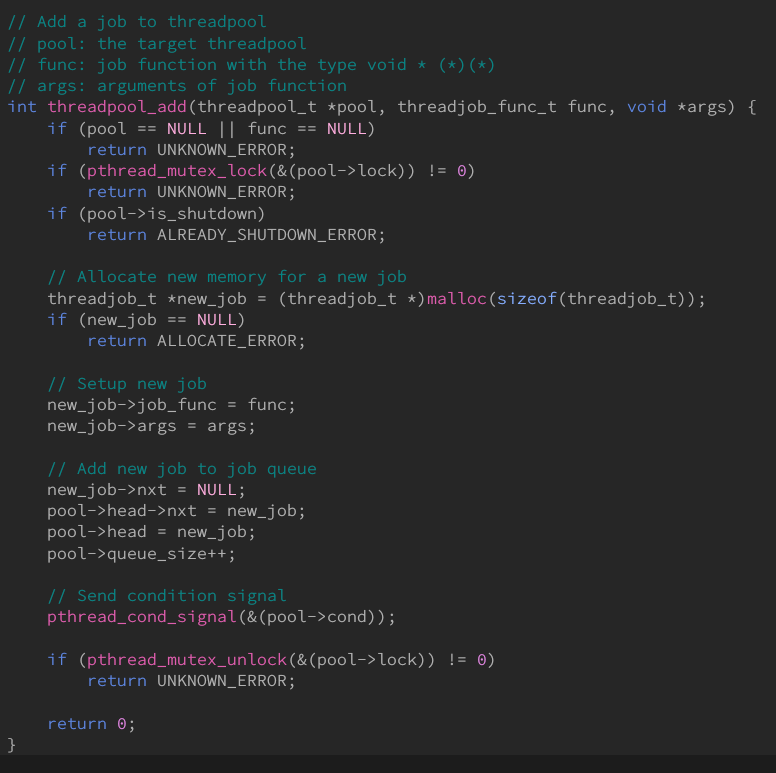 // Add a job to threadpool
// pool: the target threadpool
// func: job function with the type void * (*)(*)
// args: arguments of job function
int threadpool_add(threadpool_t *pool, threadjob_func_t func, void *args) {
    if (pool == NULL || func == NULL)
        return UNKNOWN_ERROR;
    if (pthread_mutex_lock(&(pool->lock)) != 0)
        return UNKNOWN_ERROR;
    if (pool->is_shutdown)
        return ALREADY_SHUTDOWN_ERROR;

    // Allocate new memory for a new job
    threadjob_t *new_job = (threadjob_t *)malloc(sizeof(threadjob_t));
    if (new_job == NULL)
        return ALLOCATE_ERROR;

    // Setup new job
    new_job->job_func = func;
    new_job->args = args;

    // Add new job to job queue
    new_job->nxt = NULL;
    pool->head->nxt = new_job;
    pool->head = new_job;
    pool->queue_size++;

    // Send condition signal
    pthread_cond_signal(&(pool->cond));

    if (pthread_mutex_unlock(&(pool->lock)) != 0)
        return UNKNOWN_ERROR;

    return 0;
}